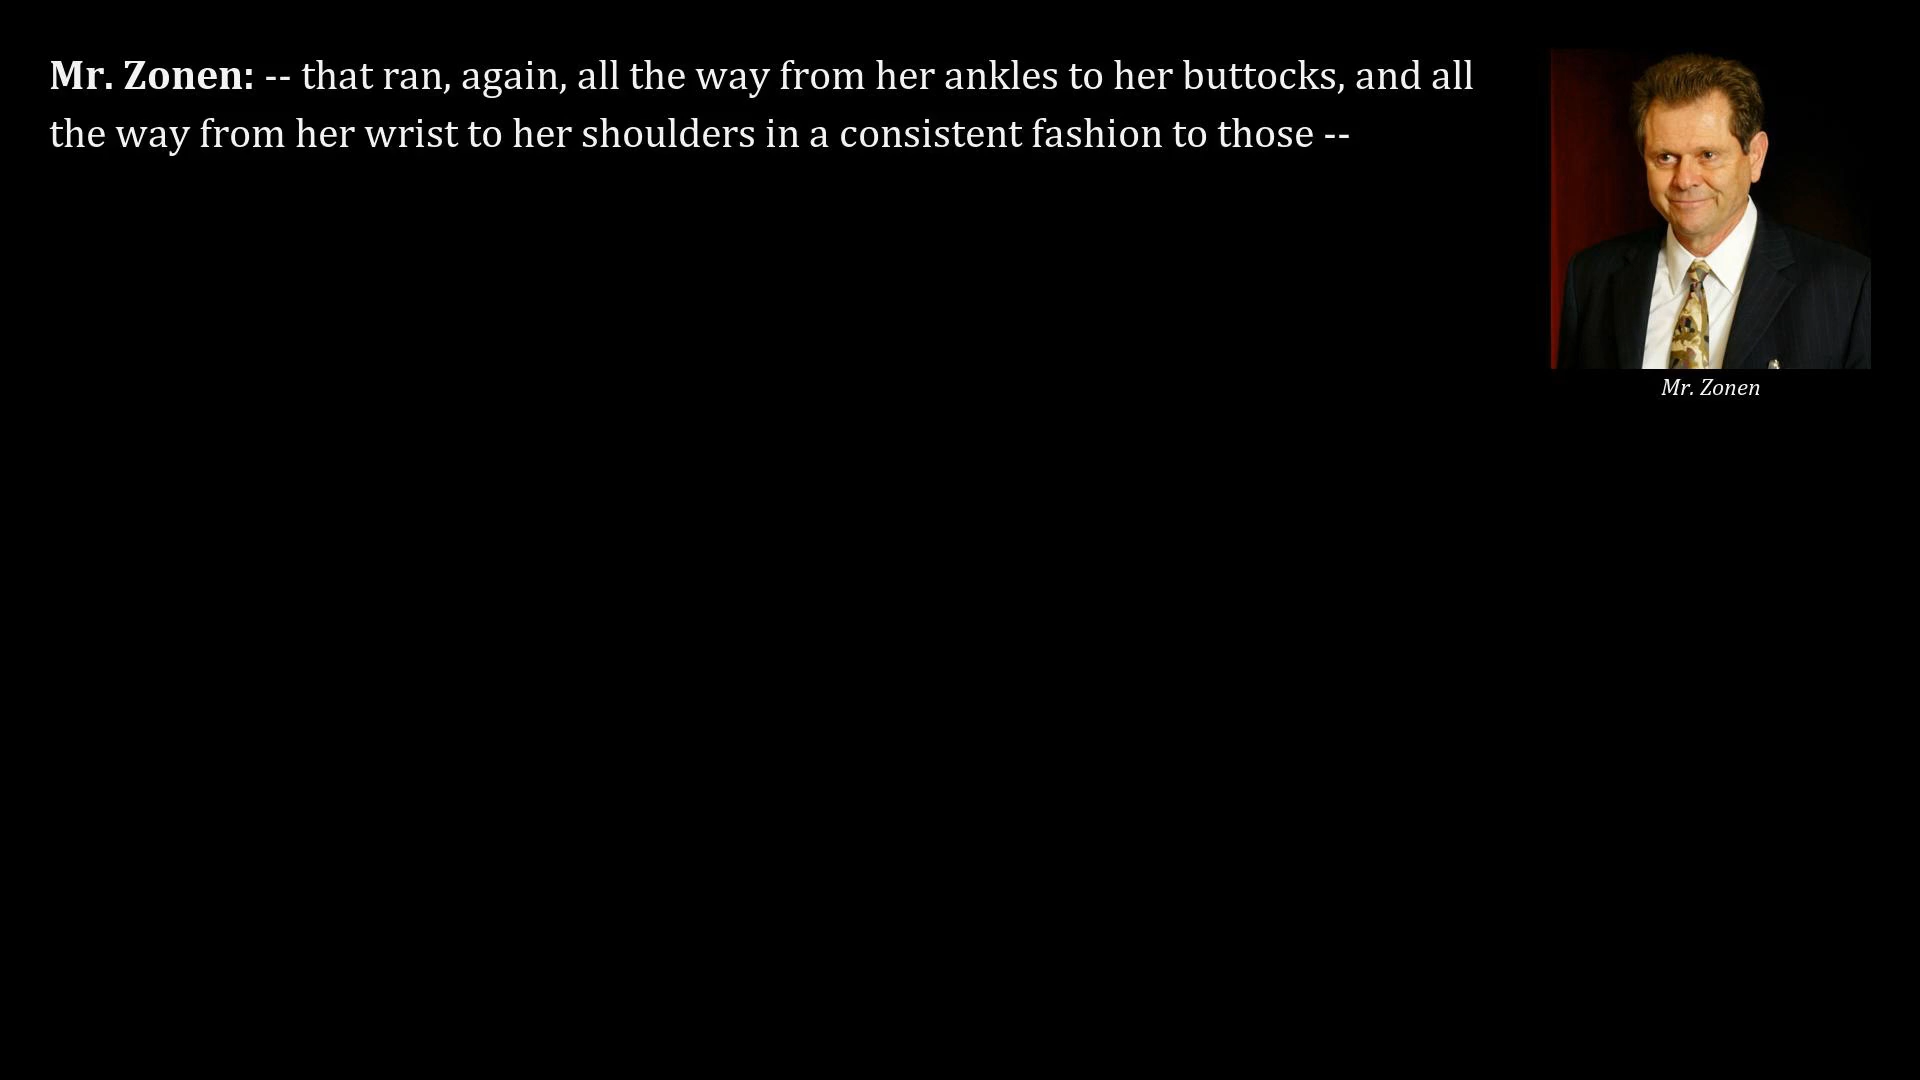 Mr. Zonen: -- that ran, again, all the way from her ankles to her buttocks, and all
the way from her wrist to her shoulders in a consistent fashion to those --
Mr. Zonen